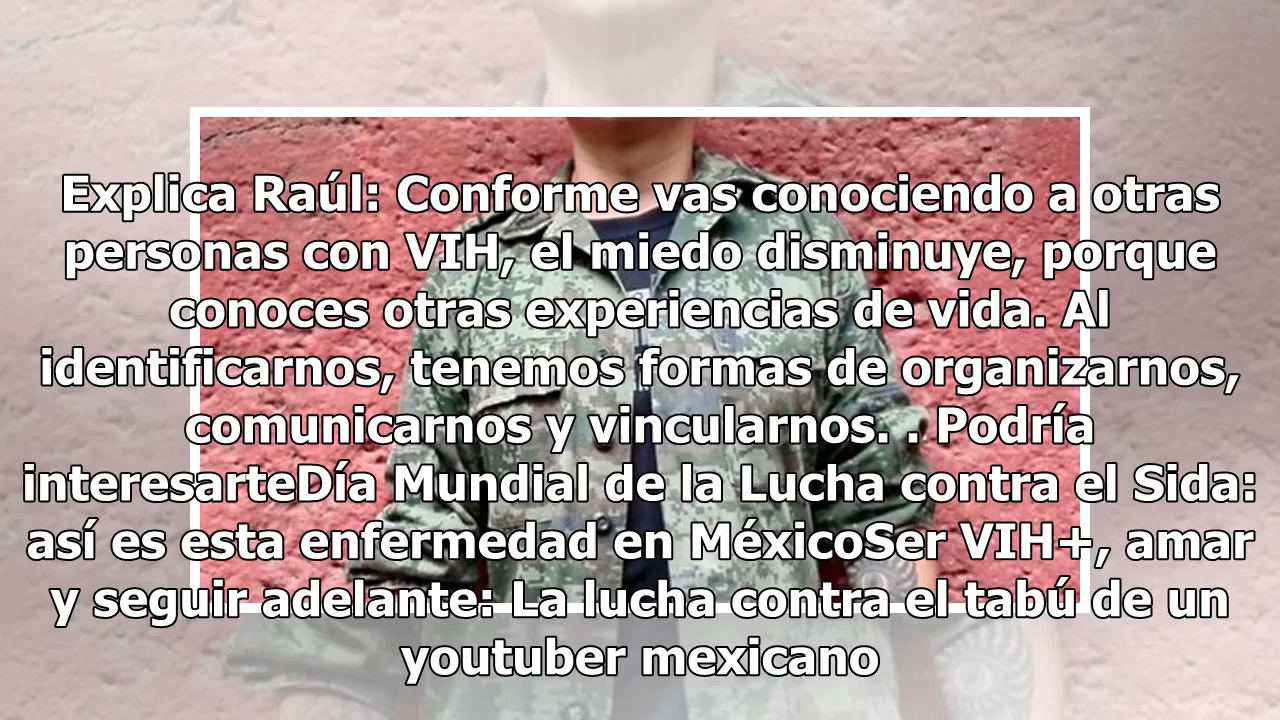 Explica Raúl: Conforme vas conociendo a otras
personas con VIH, el miedo disminuye, porque
conoces otras experiencias de vida. Al
identificarnos, tenemos formas de organizarnos,
comunicarnos y vincularnos. . Podría
interesarteDía Mundial de la Lucha contra el Sida:
así es esta enfermedad en MéxicoSer VIH+, amar
y seguir adelante: La lucha contra el tabú de un
youtuber mexicano